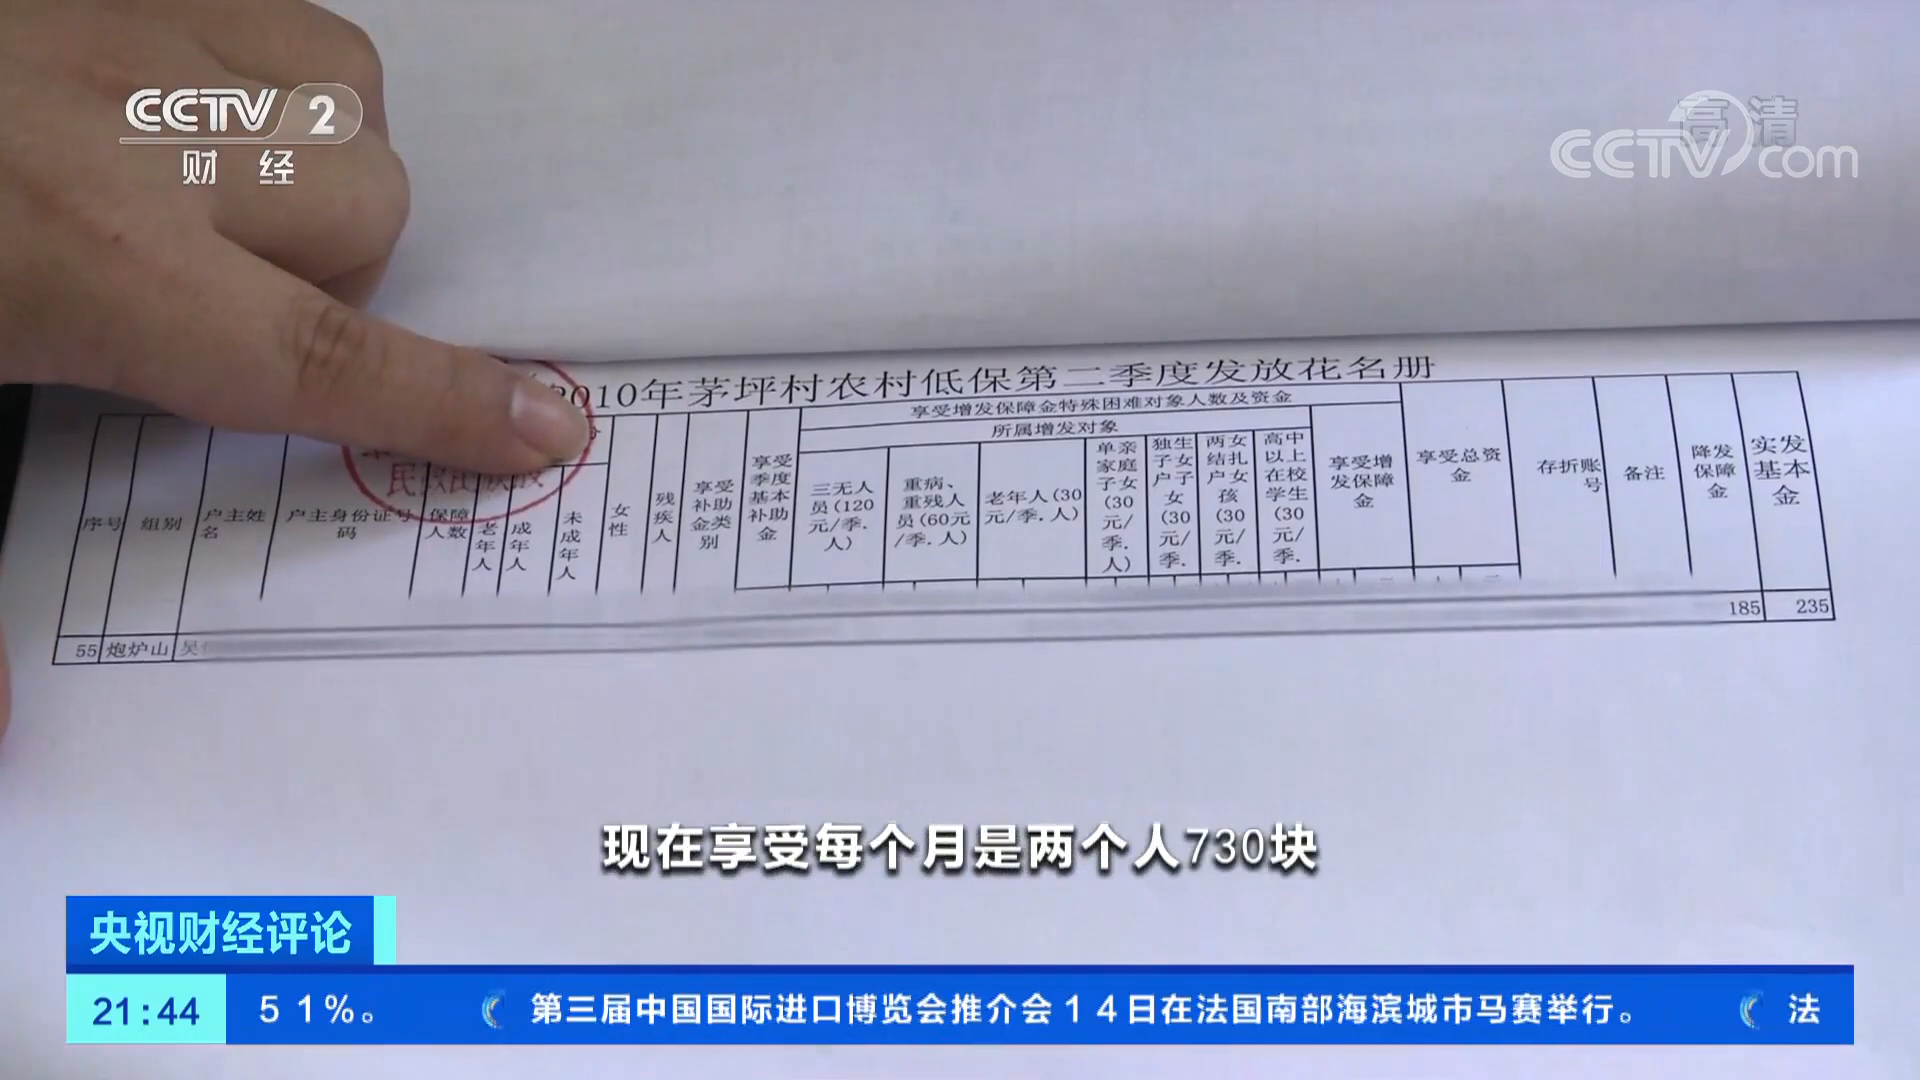 CCTV 2
财 经
高清
CCTV.com
2010年茅坪村农村低保第二季度发放花名册
享受增发保障金特殊困难对象人数及资金
所属增发对象
序号
组别
户主姓名
户主身份证号码
保障人数
老年人
成年人
未成年人
女性
残疾人
享受补助金类别
享受季度基本补助金
三无人员(120元/季.人)
重病、重残人员(60元/季.人)
老年人(30元/季.人)
单亲家庭子女(30元/季.人)
独生子女户子女(30元/季.
两女结扎户女孩(30元/季.
高中以上在校学生(30元/季.
享受增发保障金
享受总资金
存折账号
备注
降发保障金
实发基本金
55 炮炉山 吴 185 235
现在享受每个月是两个人730块
央视财经评论
21:44 51%。 第三届中国国际进口博览会推介会14日在法国南部海滨城市马赛举行。 法